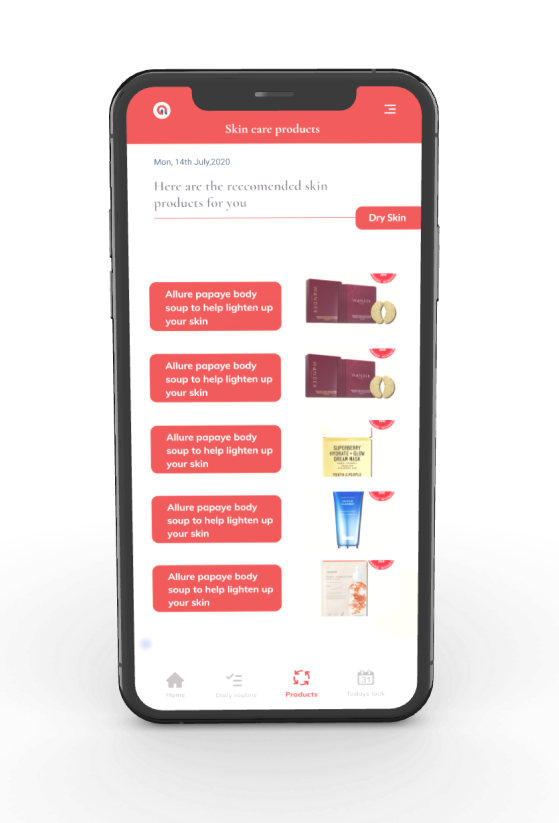 Skin care products
Mon, 14th July,2020
Here are the reccomended skin
products for you
Dry Skin
Allure papaye body
soup to help lighten up
your skin
Allure papaye body
soup to help lighten up
your skin
Allure papaye body
soup to help lighten up
your skin
SUPERBERRY
HYDRATE + GLOW
DREAM MASK
YOUTH TO THE PEOPLE
Allure papaye body
soup to help lighten up
your skin
Allure papaye body
soup to help lighten up
your skin
31
Home
Daily routine
Products
Todays task